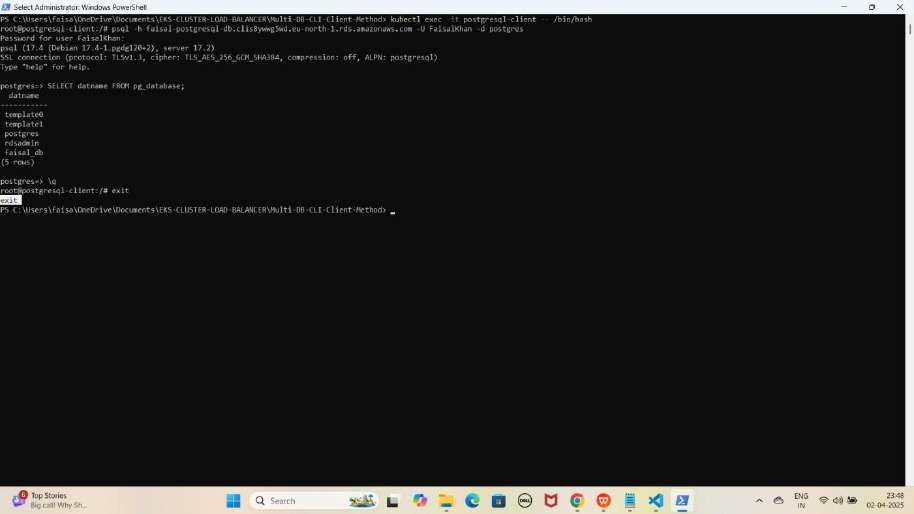 Select Administrator: Windows PowerShell
PS C:\Users\faisa\OneDrive\Documents\EKS-CLUSTER-LOAD-BALANCER\Multi-DB-CLI-Client-Method> kubectl exec -it postgresql-client -- /bin/bash
root@postgresql-client:/# psql -h faisal-postgresql-db.clis8ywwg5wd.eu-north-1.rds.amazonaws.com -U FaisalKhan -d postgres
Password for user FaisalKhan:
psql (17.4 (Debian 17.4-1.pgdg120+2), server 17.2)
SSL connection (protocol: TLSv1.3, cipher: TLS_AES_256_GCM_SHA384, compression: off, ALPN: postgresql)
Type "help" for help.
postgres=> SELECT datname FROM pg_database;
datname
-----------
template0
template1
postgres
rdsadmin
faisal_db
(5 rows)
postgres=> \q
root@postgresql-client:/# exit
exit
PS C:\Users\faisa\OneDrive\Documents\EKS-CLUSTER-LOAD-BALANCER\Multi-DB-CLI-Client-Method>
6
Top Stories
Big call! Why Sh...
Search
DELL
ENG
IN
23:48
02-04-2025